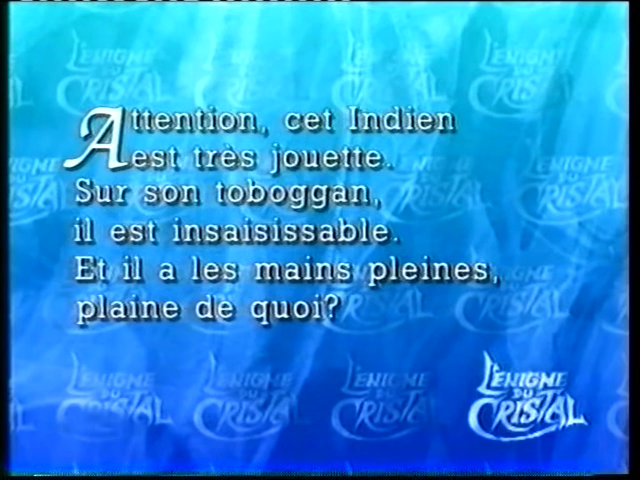 Attention, cet Indien
est très jouette.
Sur son toboggan,
il est insaisissable.
Et il a les mains pleines,
plaine de quoi?
L'ENIGME
DU
CRISTAL